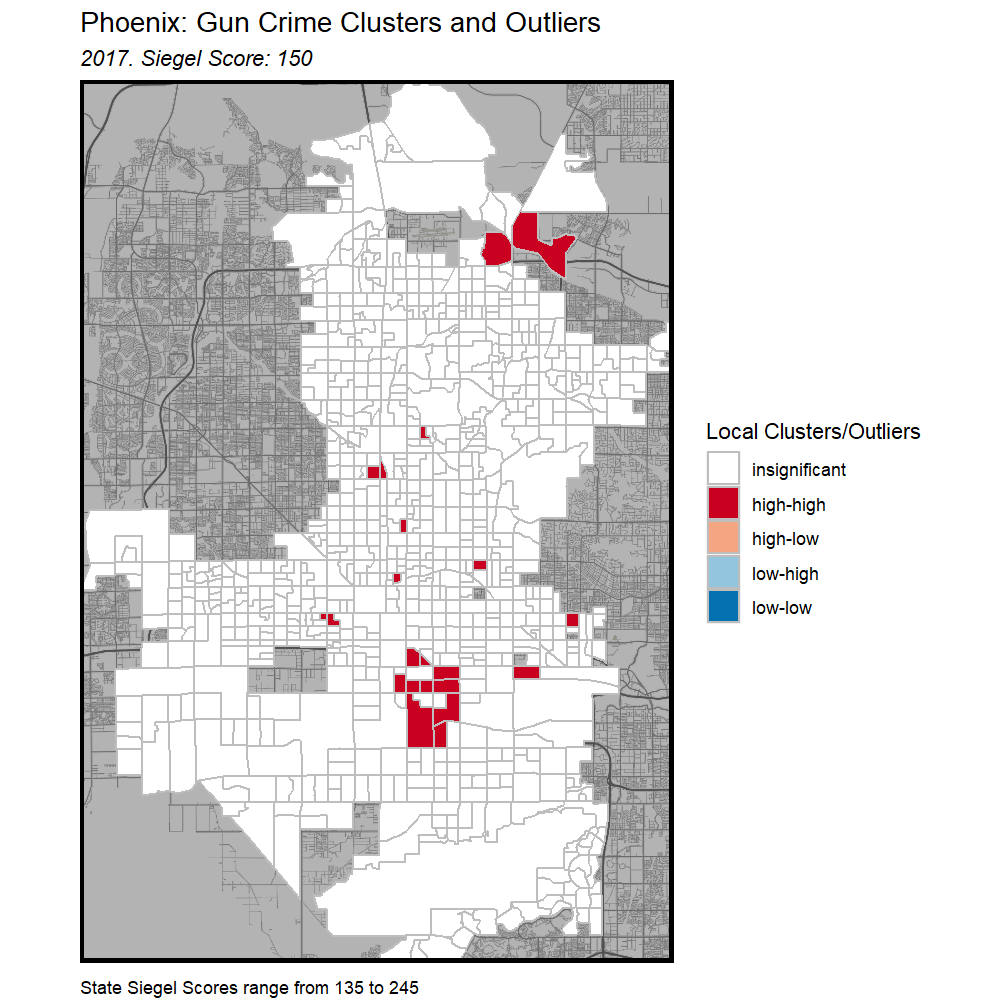 Phoenix: Gun Crime Clusters and Outliers
2017. Siegel Score: 150
Local Clusters/Outliers
insignificant
high-high
high-low
low-high
low-low
State Siegel Scores range from 135 to 245